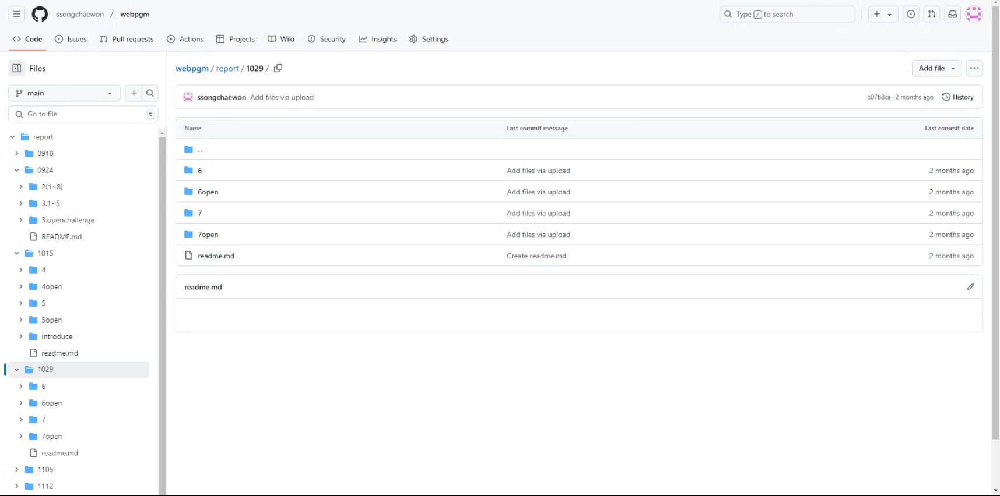 ssongchaewon / webpgm
Type / to search
Code Issues Pull requests Actions Projects Wiki Security Insights Settings
Files
main
Go to file t
report
0910
0924
2(1~8)
3.1~5
3.openchallenge
README.md
1015
4
4open
5
5open
introduce
readme.md
1029
6
6open
7
7open
readme.md
1105
1112
webpgm / report / 1029 /
Add file
ssongchaewon Add files via upload
b07b8ca · 2 months ago History
Name Last commit message Last commit date
..
6 Add files via upload 2 months ago
6open Add files via upload 2 months ago
7 Add files via upload 2 months ago
7open Add files via upload 2 months ago
readme.md Create readme.md 2 months ago
readme.md